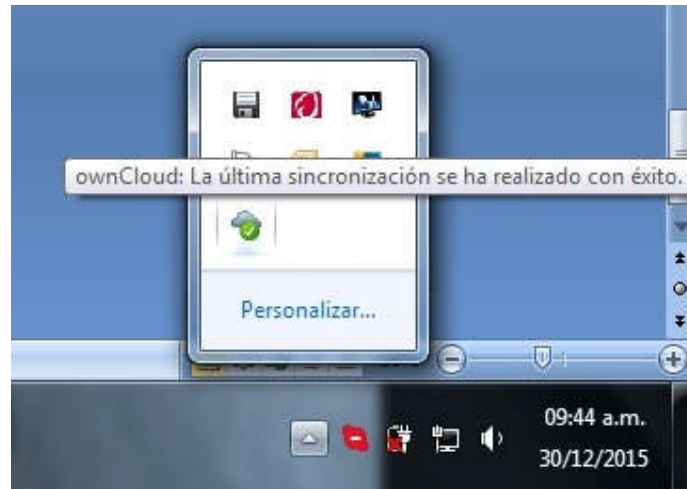 ownCloud: La última sincronización se ha realizado con éxito.
Personalizar...
09:44 a.m.
30/12/2015